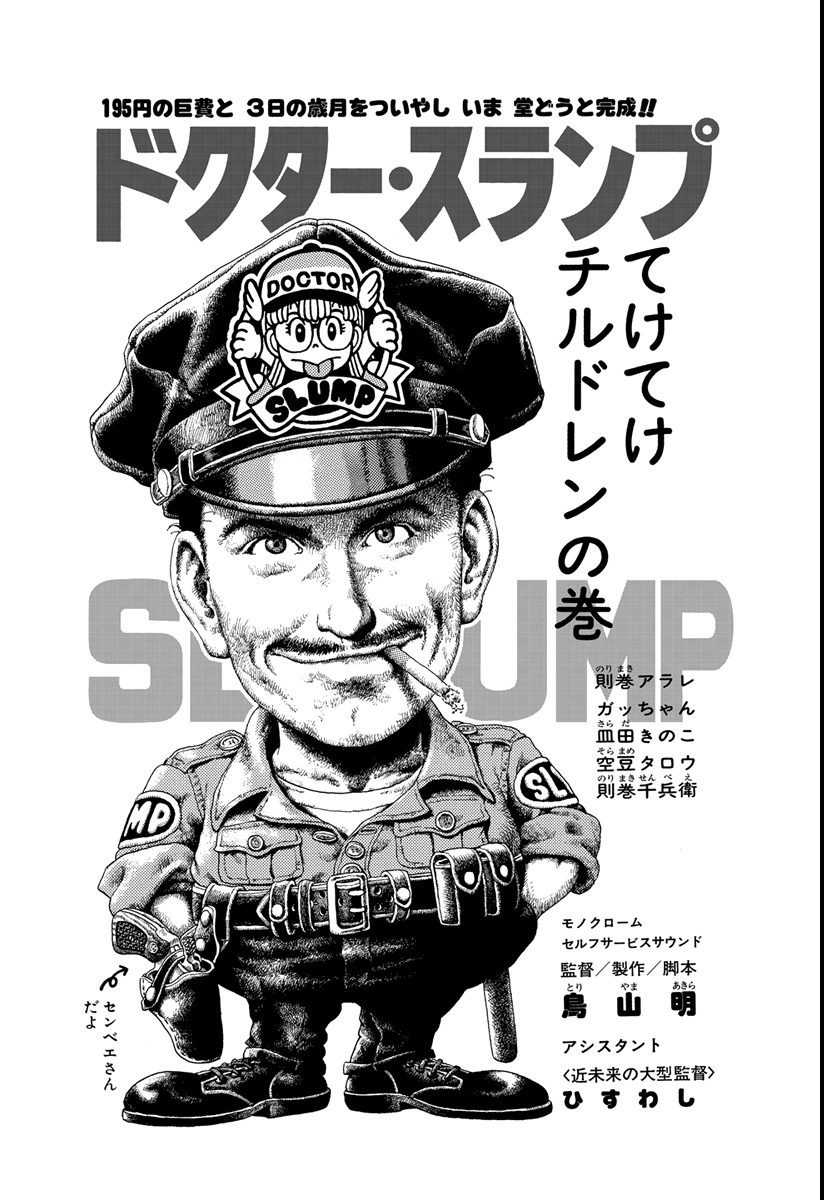 195円の巨費と 3日の歳月をついやし いま 堂どうと完成!!
ドクター・スランプ
てけてけ
チルドレンの巻
DOCTOR
SLUMP
SLUMP
則巻アラレ
ガッちゃん
皿田きのこ
空豆タロウ
則巻千兵衛
MP
SL
モノクローム
セルフサービスサウンド
監督/製作/脚本
鳥山明
アシスタント
〈近未来の大型監督〉
ひすわし
センベエさん
だよ